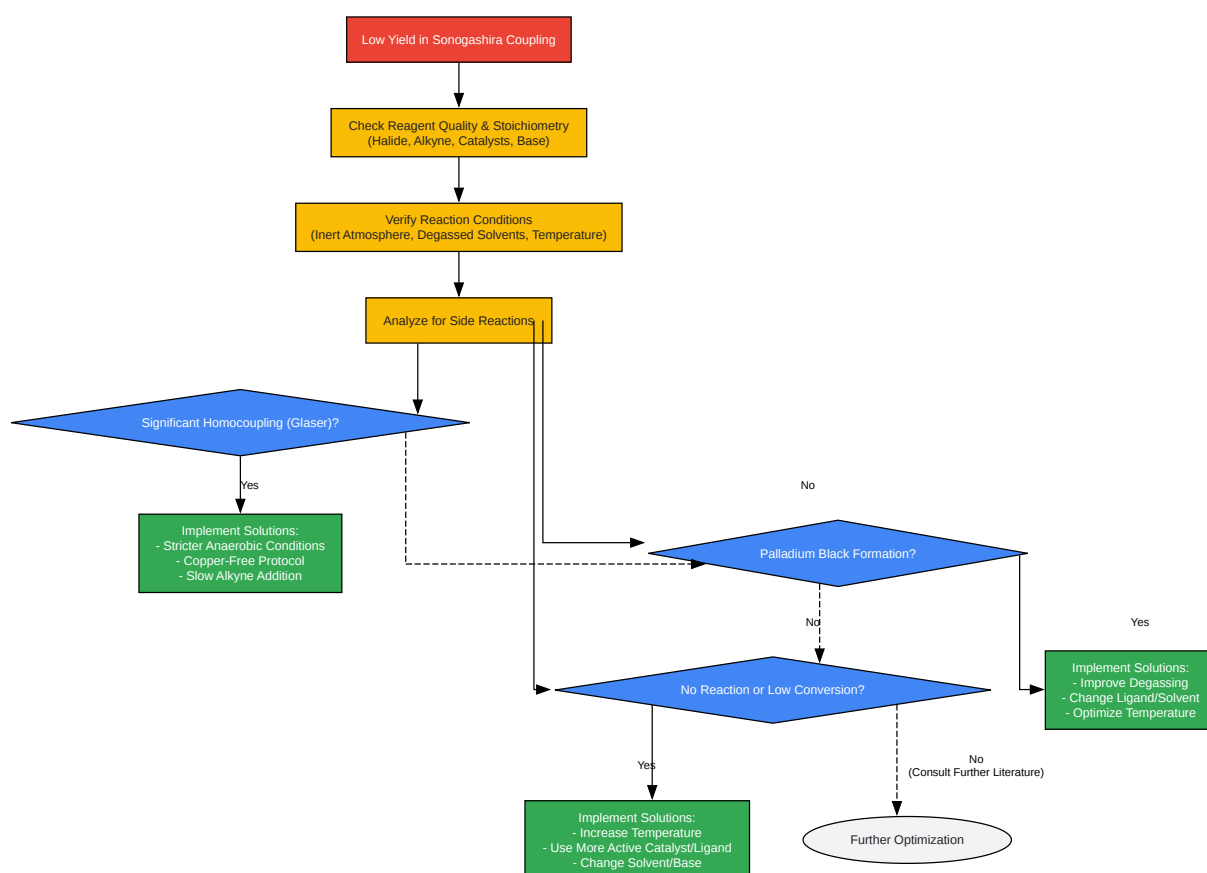 Low Yield in Sonogashira Coupling
Check Reagent Quality & Stoichiometry
(Halide, Alkyne, Catalysts, Base)
Verify Reaction Conditions
(Inert Atmosphere, Degassed Solvents, Temperature)
Analyze for Side Reactions
Significant Homocoupling (Glaser)?
Yes
No
Implement Solutions:
- Stricter Anaerobic Conditions
- Copper-Free Protocol
- Slow Alkyne Addition
Palladium Black Formation?
No
Yes
Implement Solutions:
- Improve Degassing
- Change Ligand/Solvent
- Optimize Temperature
No Reaction or Low Conversion?
Yes
No
(Consult Further Literature)
Implement Solutions:
- Increase Temperature
- Use More Active Catalyst/Ligand
- Change Solvent/Base
Further Optimization